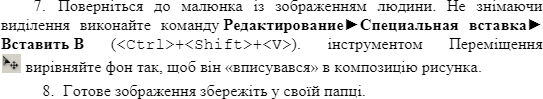 7. Поверніться до малюнка із зображенням людини. Не знімаючи
виділення виконайте команду Редактирование►Специальная вставка►
Вставить В (<Ctrl>+<Shift>+<V>). інструментом Переміщення
вирівняйте фон так, щоб він «вписувався» в композицію рисунка.
8. Готове зображення збережіть у своїй папці.